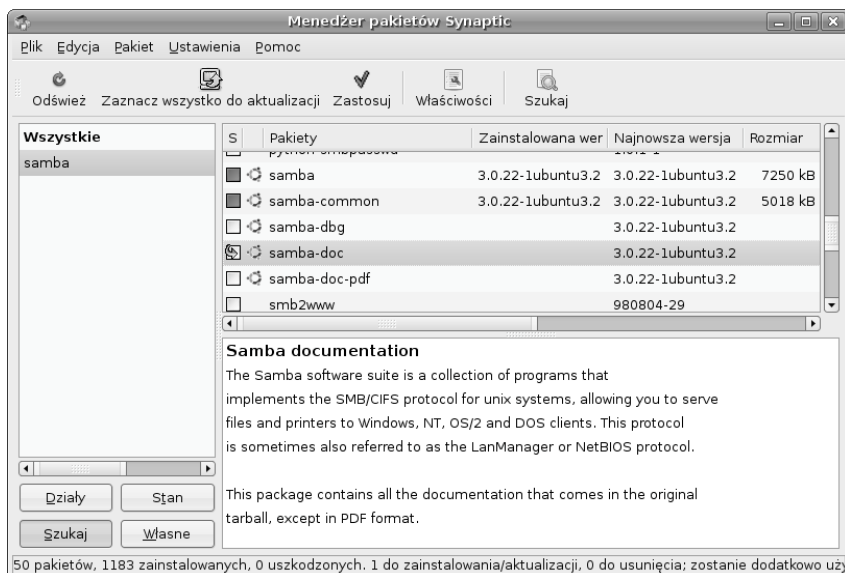 Menedżer pakietów Synaptic
Plik Edycja Pakiet Ustawienia Pomoc
Odśwież Zaznacz wszystko do aktualizacji Zastosuj Właściwości Szukaj
Wszystkie
samba
S Pakiety Zainstalowana wer Najnowsza wersja Rozmiar
samba 3.0.22-1ubuntu3.2 3.0.22-1ubuntu3.2 7250 kB
samba-common 3.0.22-1ubuntu3.2 3.0.22-1ubuntu3.2 5018 kB
samba-dbg 3.0.22-1ubuntu3.2
samba-doc 3.0.22-1ubuntu3.2
samba-doc-pdf 3.0.22-1ubuntu3.2
smb2www 980804-29
Samba documentation
The Samba software suite is a collection of programs that
implements the SMB/CIFS protocol for unix systems, allowing you to serve
files and printers to Windows, NT, OS/2 and DOS clients. This protocol
is sometimes also referred to as the LanManager or NetBIOS protocol.
This package contains all the documentation that comes in the original
tarball, except in PDF format.
Działy Stan
Szukaj Własne
50 pakietów, 1183 zainstalowanych, 0 uszkodzonych. 1 do zainstalowania/aktualizacji, 0 do usunięcia; zostanie dodatkowo uży